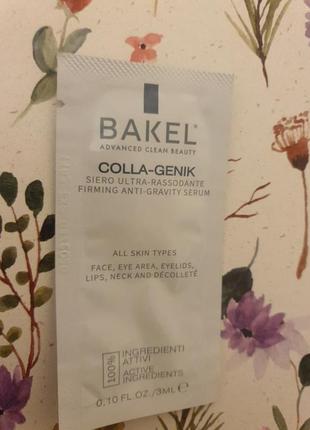 BAKEL®
ADVANCED CLEAN BEAUTY
COLLA-GENIK
SIERO ULTRA-RASSODANTE
FIRMING ANTI-GRAVITY SERUM
ALL SKIN TYPES
FACE, EYE AREA, EYELIDS,
LIPS, NECK AND DÉCOLLETÉ
100%
INGREDIENTI
ATTIVI
ACTIVE
INGREDIENTS
0.10 FL.OZ./3ML ℮